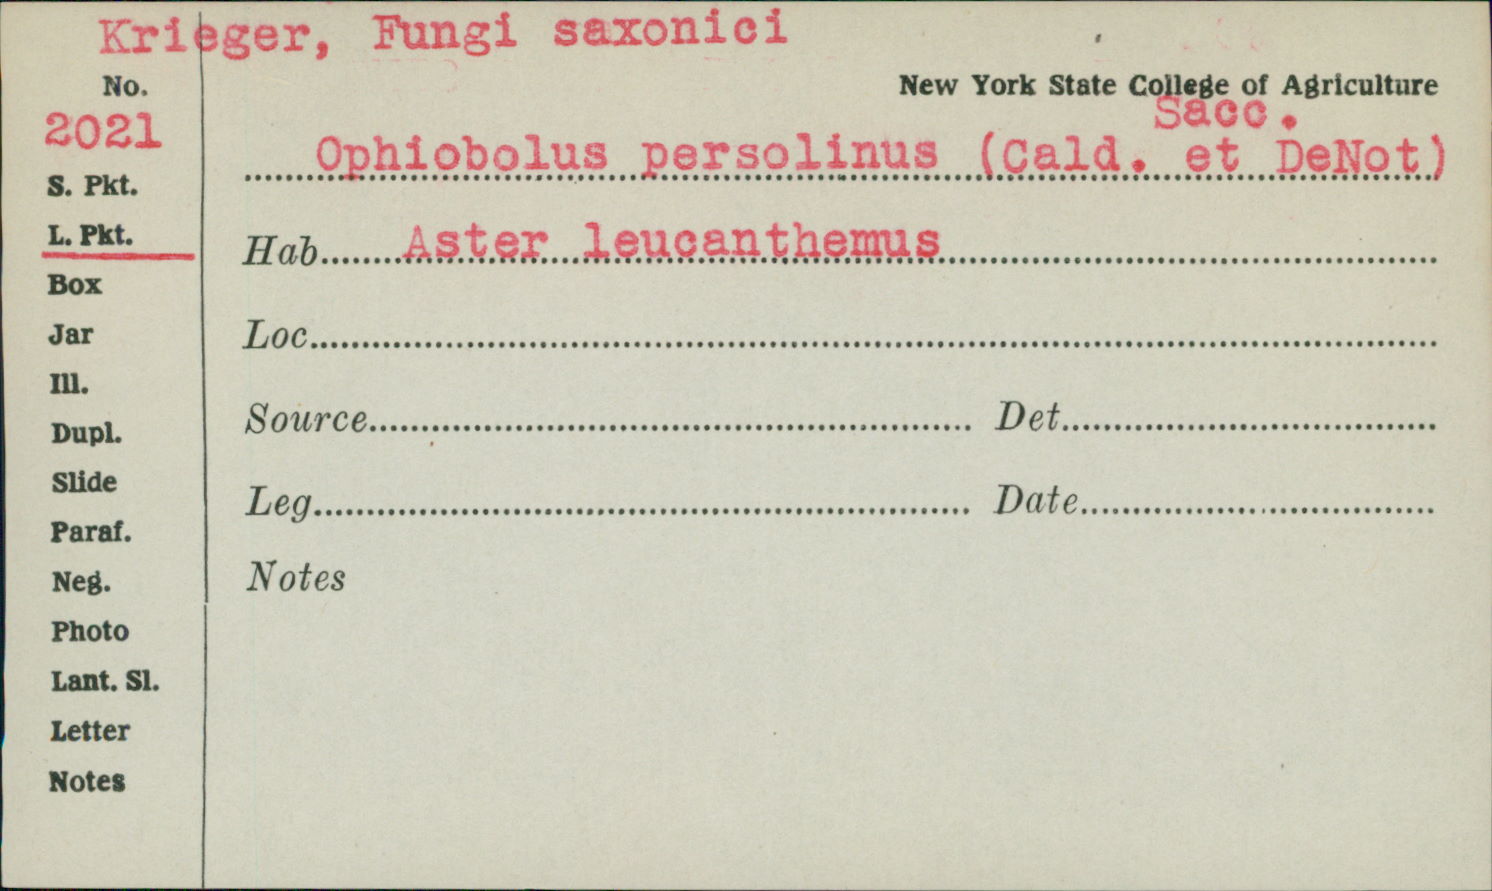 Krieger, Fungi saxonici
No.
New York State College of Agriculture
2021
Sacc.
Ophiobolus persolinus (Cald. et DeNot)
S. Pkt.
L. Pkt.
Hab. Aster leucanthemus
Box
Jar
Loc.
Ill.
Dupl.
Source Det.
Slide
Leg. Date
Paraf.
Neg.
Notes
Photo
Lant. Sl.
Letter
Notes